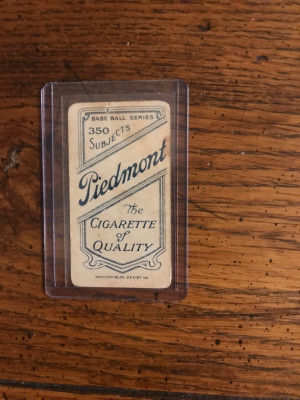 BASE BALL SERIES
350
SUBJECTS
Piedmont
The
CIGARETTE
of
QUALITY